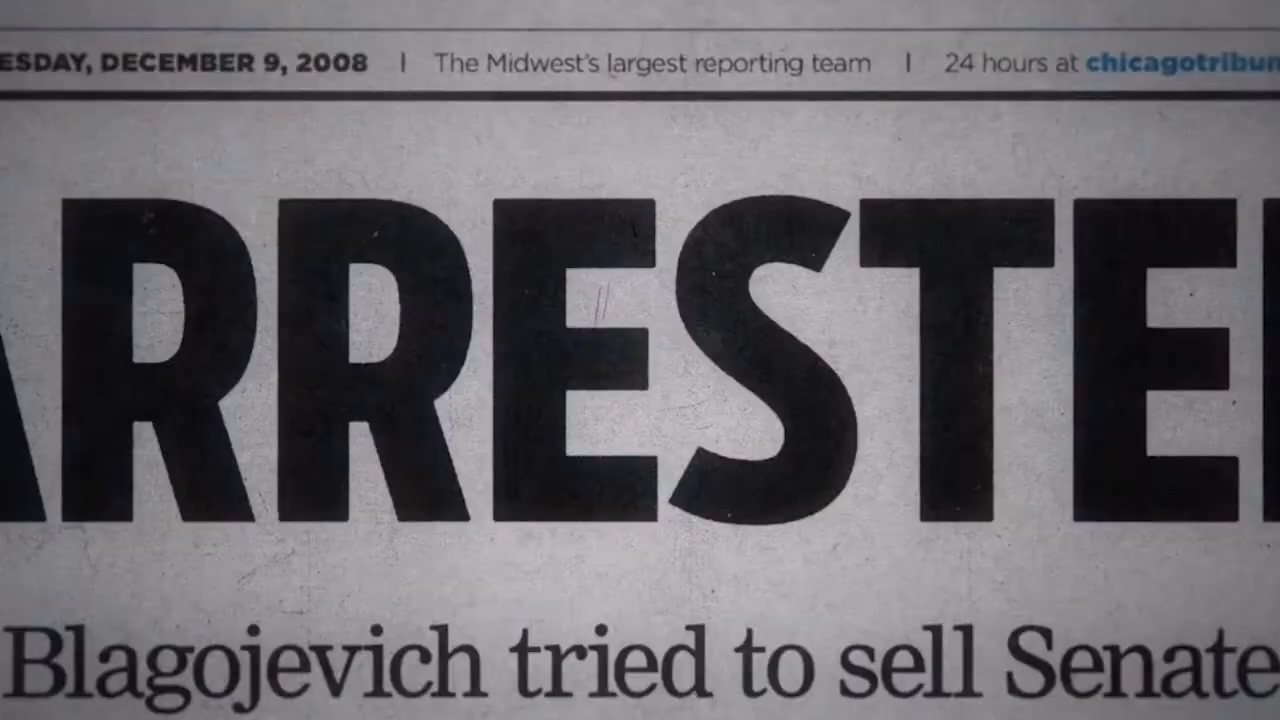 ESDAY, DECEMBER 9, 2008 | The Midwest's largest reporting team | 24 hours at chicagotribun
ARRESTE
Blagojevich tried to sell Senate